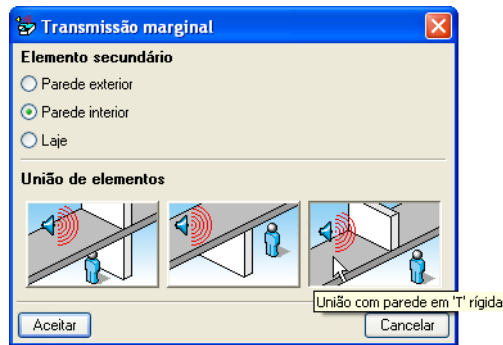 Transmissão marginal
Elemento secundário
Parede exterior
Parede interior
Laje
União de elementos
União com parede em 'T' rígida
Aceitar
Cancelar